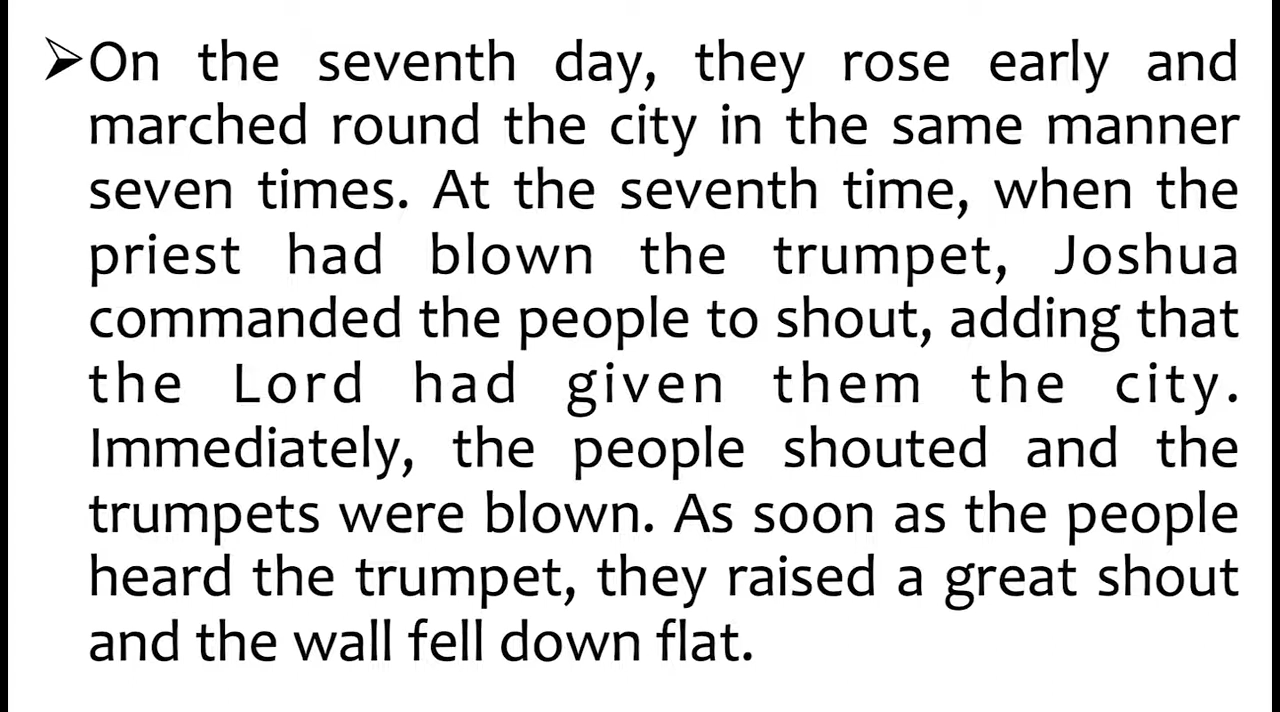 ➢On the seventh day, they rose early and
marched round the city in the same manner
seven times. At the seventh time, when the
priest had blown the trumpet, Joshua
commanded the people to shout, adding that
the Lord had given them the city.
Immediately, the people shouted and the
trumpets were blown. As soon as the people
heard the trumpet, they raised a great shout
and the wall fell down flat.